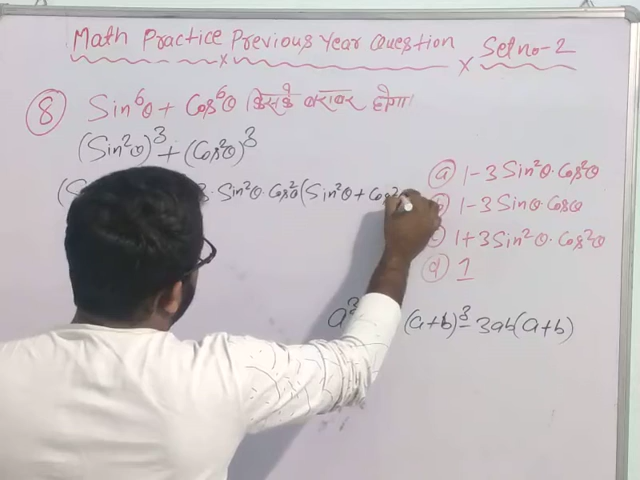 Math Practice Previous Year Question Set no-2
⑧ Sin⁶θ + Cos⁶θ किसके बराबर होगा
(Sin²θ)³ + (Cos²θ)³
3 · Sin²θ · Cos²θ (Sin²θ + Cos²θ
ⓐ 1 - 3 Sin²θ · Cos²θ
1 - 3 Sinθ · Cosθ
1 + 3 Sin²θ · Cos²θ
ⓓ 1
a³ (a+b)³ - 3ab(a+b)